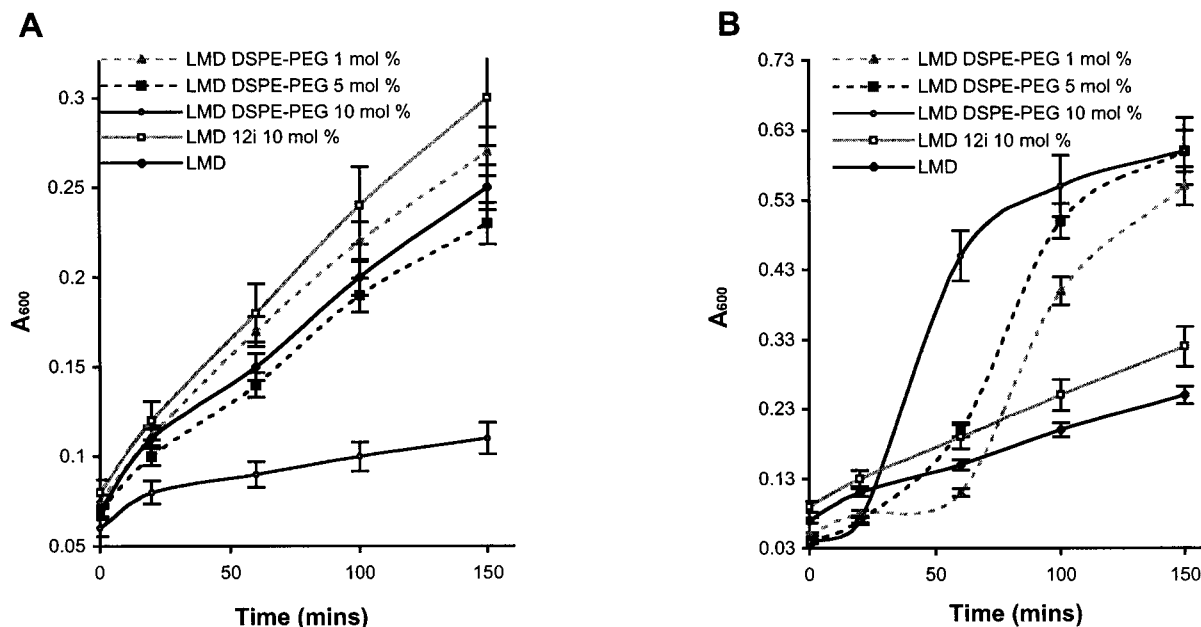 A
LMD DSPE-PEG 1 mol %
LMD DSPE-PEG 5 mol %
LMD DSPE-PEG 10 mol %
LMD 12i 10 mol %
LMD
0.3
0.25
0.2
0.15
0.1
0.05
A600
0 50 100 150
Time (mins)
B
LMD DSPE-PEG 1 mol %
LMD DSPE-PEG 5 mol %
LMD DSPE-PEG 10 mol %
LMD 12i 10 mol %
LMD
0.73
0.63
0.53
0.43
0.33
0.23
0.13
0.03
A600
0 50 100 150
Time (mins)